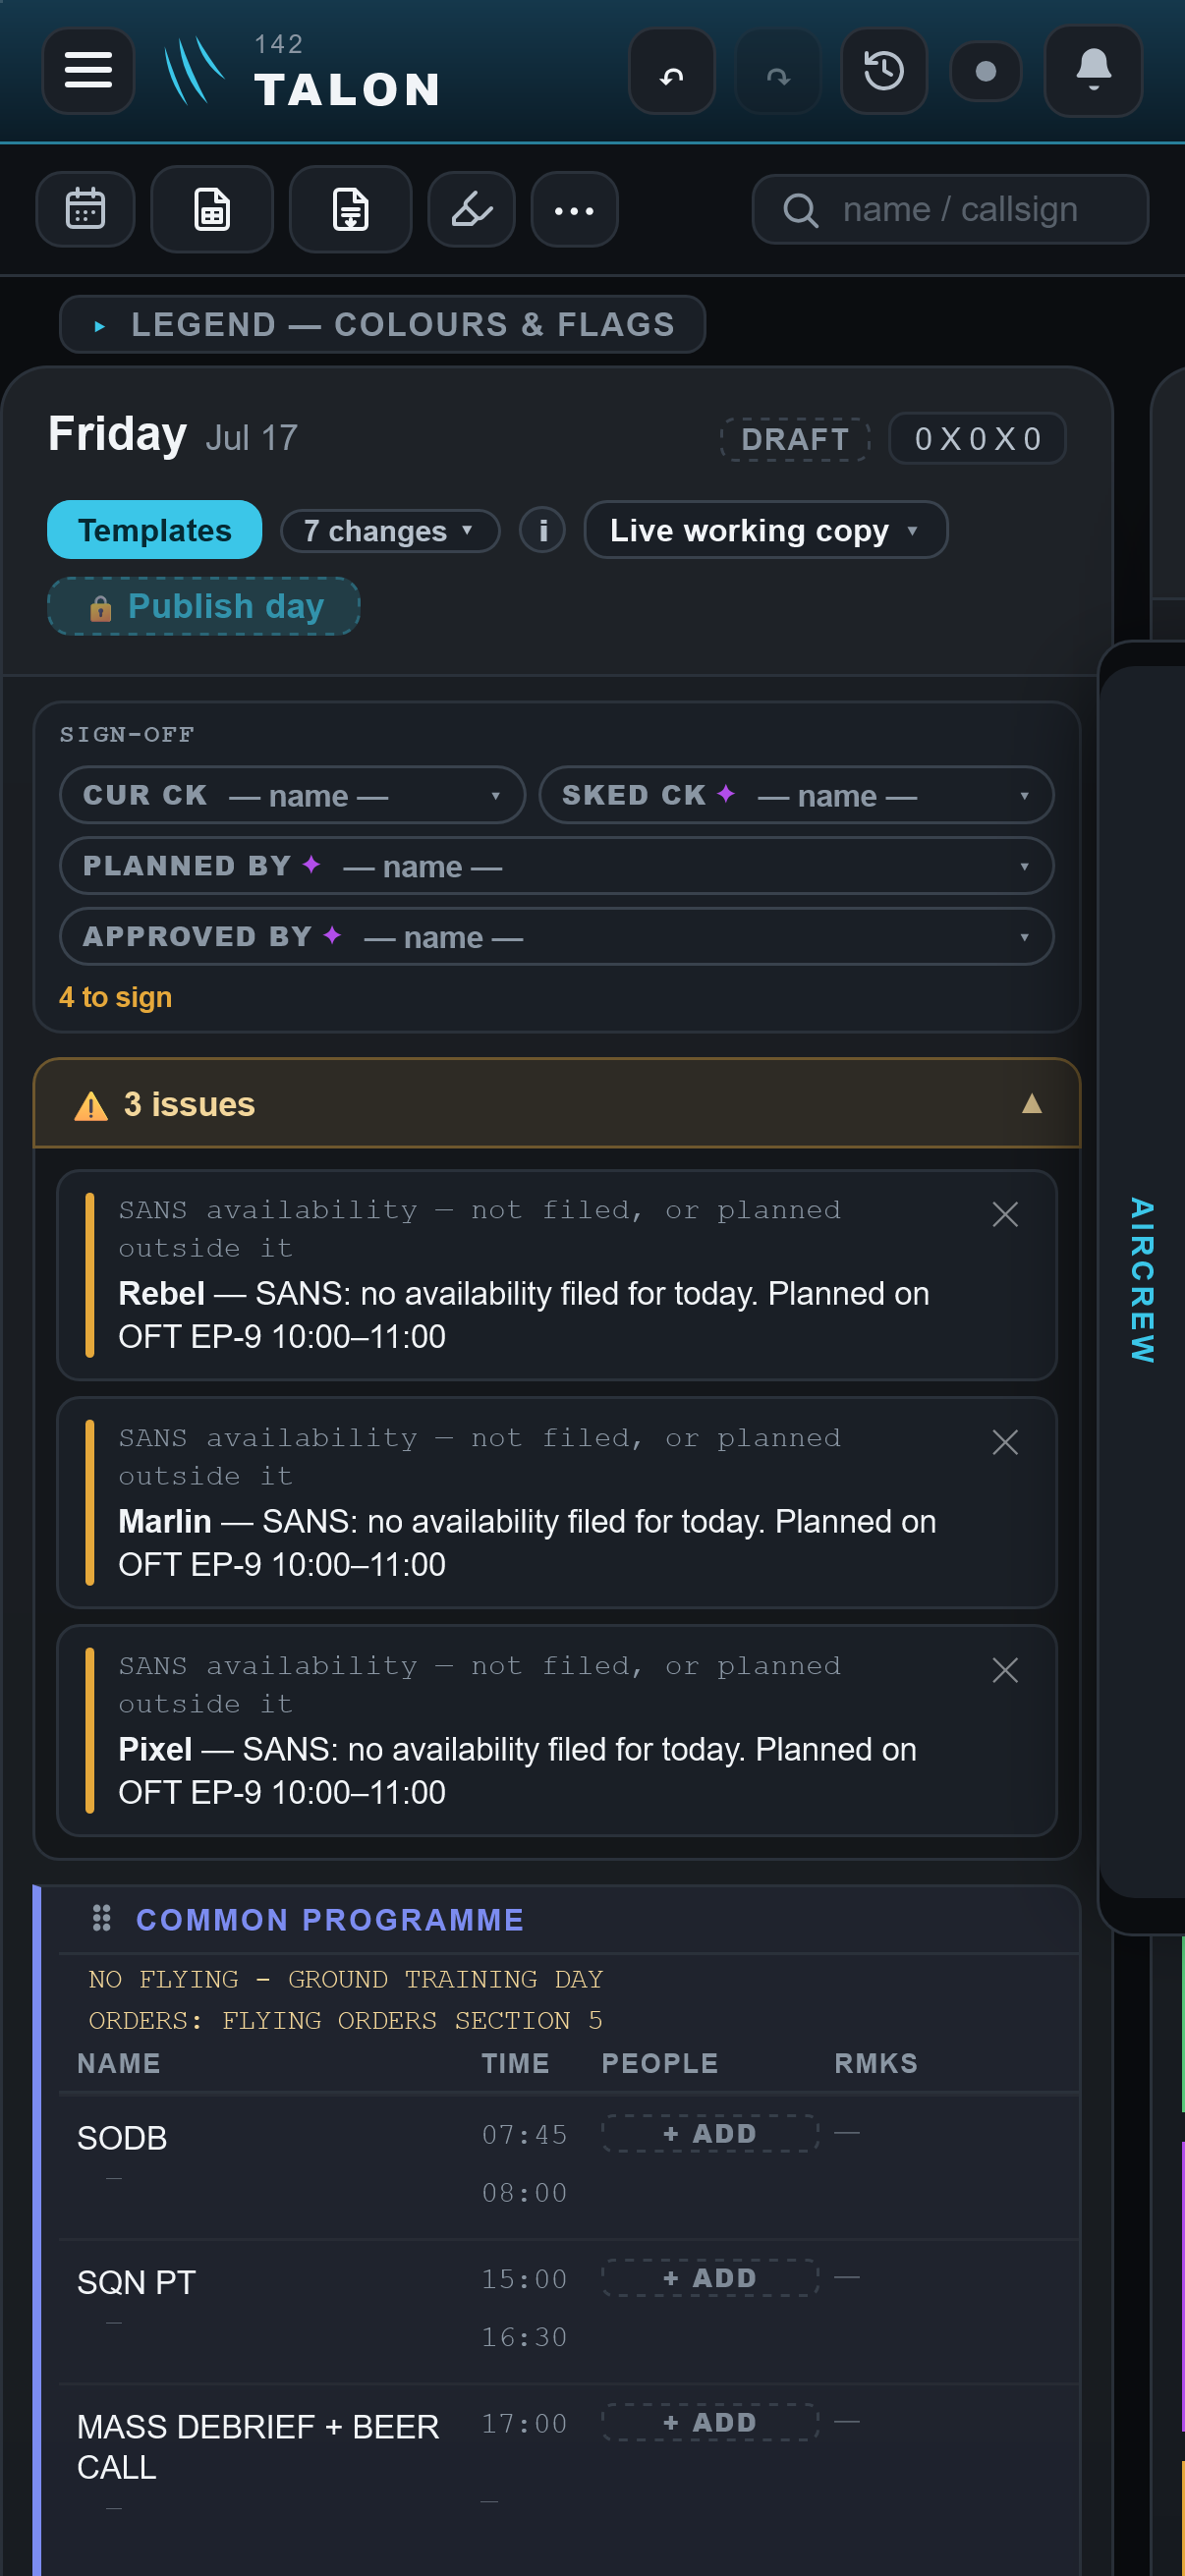 142
TALON
name / callsign
LEGEND — COLOURS & FLAGS
Friday Jul 17 DRAFT 0 X 0 X 0
Templates 7 changes i Live working copy
Publish day
SIGN-OFF
CUR CK — name — SKED CK — name —
PLANNED BY — name —
APPROVED BY — name —
4 to sign
3 issues
SANS availability — not filed, or planned
outside it
Rebel — SANS: no availability filed for today. Planned on
OFT EP-9 10:00–11:00
SANS availability — not filed, or planned
outside it
Marlin — SANS: no availability filed for today. Planned on
OFT EP-9 10:00–11:00
SANS availability — not filed, or planned
outside it
Pixel — SANS: no availability filed for today. Planned on
OFT EP-9 10:00–11:00
AIRCREW
COMMON PROGRAMME
NO FLYING - GROUND TRAINING DAY
ORDERS: FLYING ORDERS SECTION 5
NAME TIME PEOPLE RMKS
SODB 07:45 + ADD —
—
08:00
SQN PT 15:00 + ADD —
—
16:30
MASS DEBRIEF + BEER 17:00 + ADD —
CALL
— —